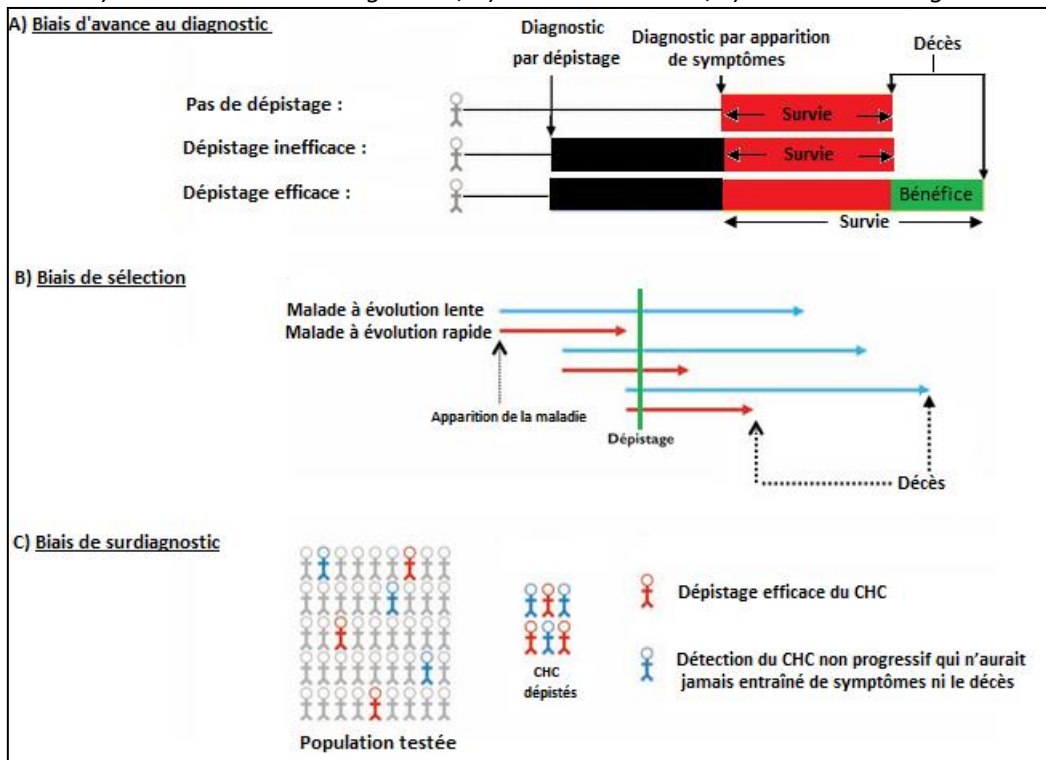 A) Biais d'avance au diagnostic
Diagnostic
par dépistage
Diagnostic par apparition
de symptômes
Décès
Pas de dépistage :
Survie
Dépistage inefficace :
Survie
Dépistage efficace :
Bénéfice
Survie
B) Biais de sélection
Malade à évolution lente
Malade à évolution rapide
Apparition de la maladie
Dépistage
Décès
C) Biais de surdiagnostic
Dépistage efficace du CHC
Détection du CHC non progressif qui n'aurait
jamais entraîné de symptômes ni le décès
CHC
dépistés
Population testée